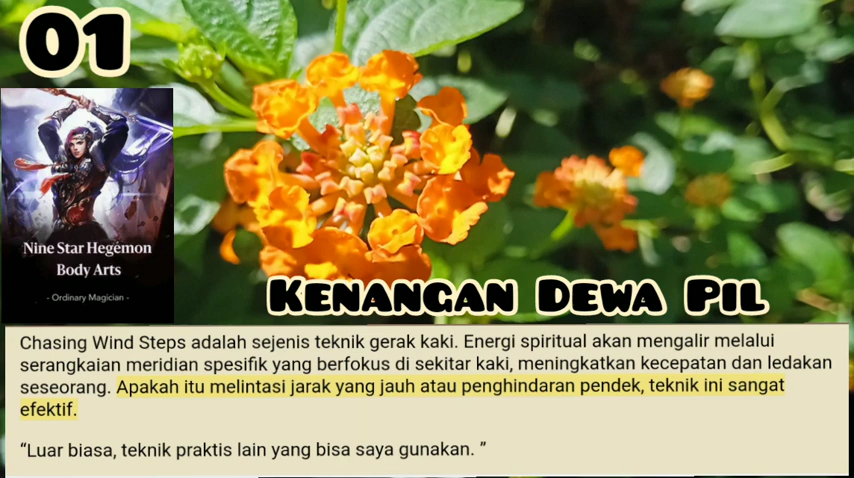 01
Nine Star Hegemon
Body Arts
- Ordinary Magician -
Kenangan Dewa Pil
Chasing Wind Steps adalah sejenis teknik gerak kaki. Energi spiritual akan mengalir melalui
serangkaian meridian spesifik yang berfokus di sekitar kaki, meningkatkan kecepatan dan ledakan
seseorang. Apakah itu melintasi jarak yang jauh atau penghindaran pendek, teknik ini sangat
efektif.
“Luar biasa, teknik praktis lain yang bisa saya gunakan. ”